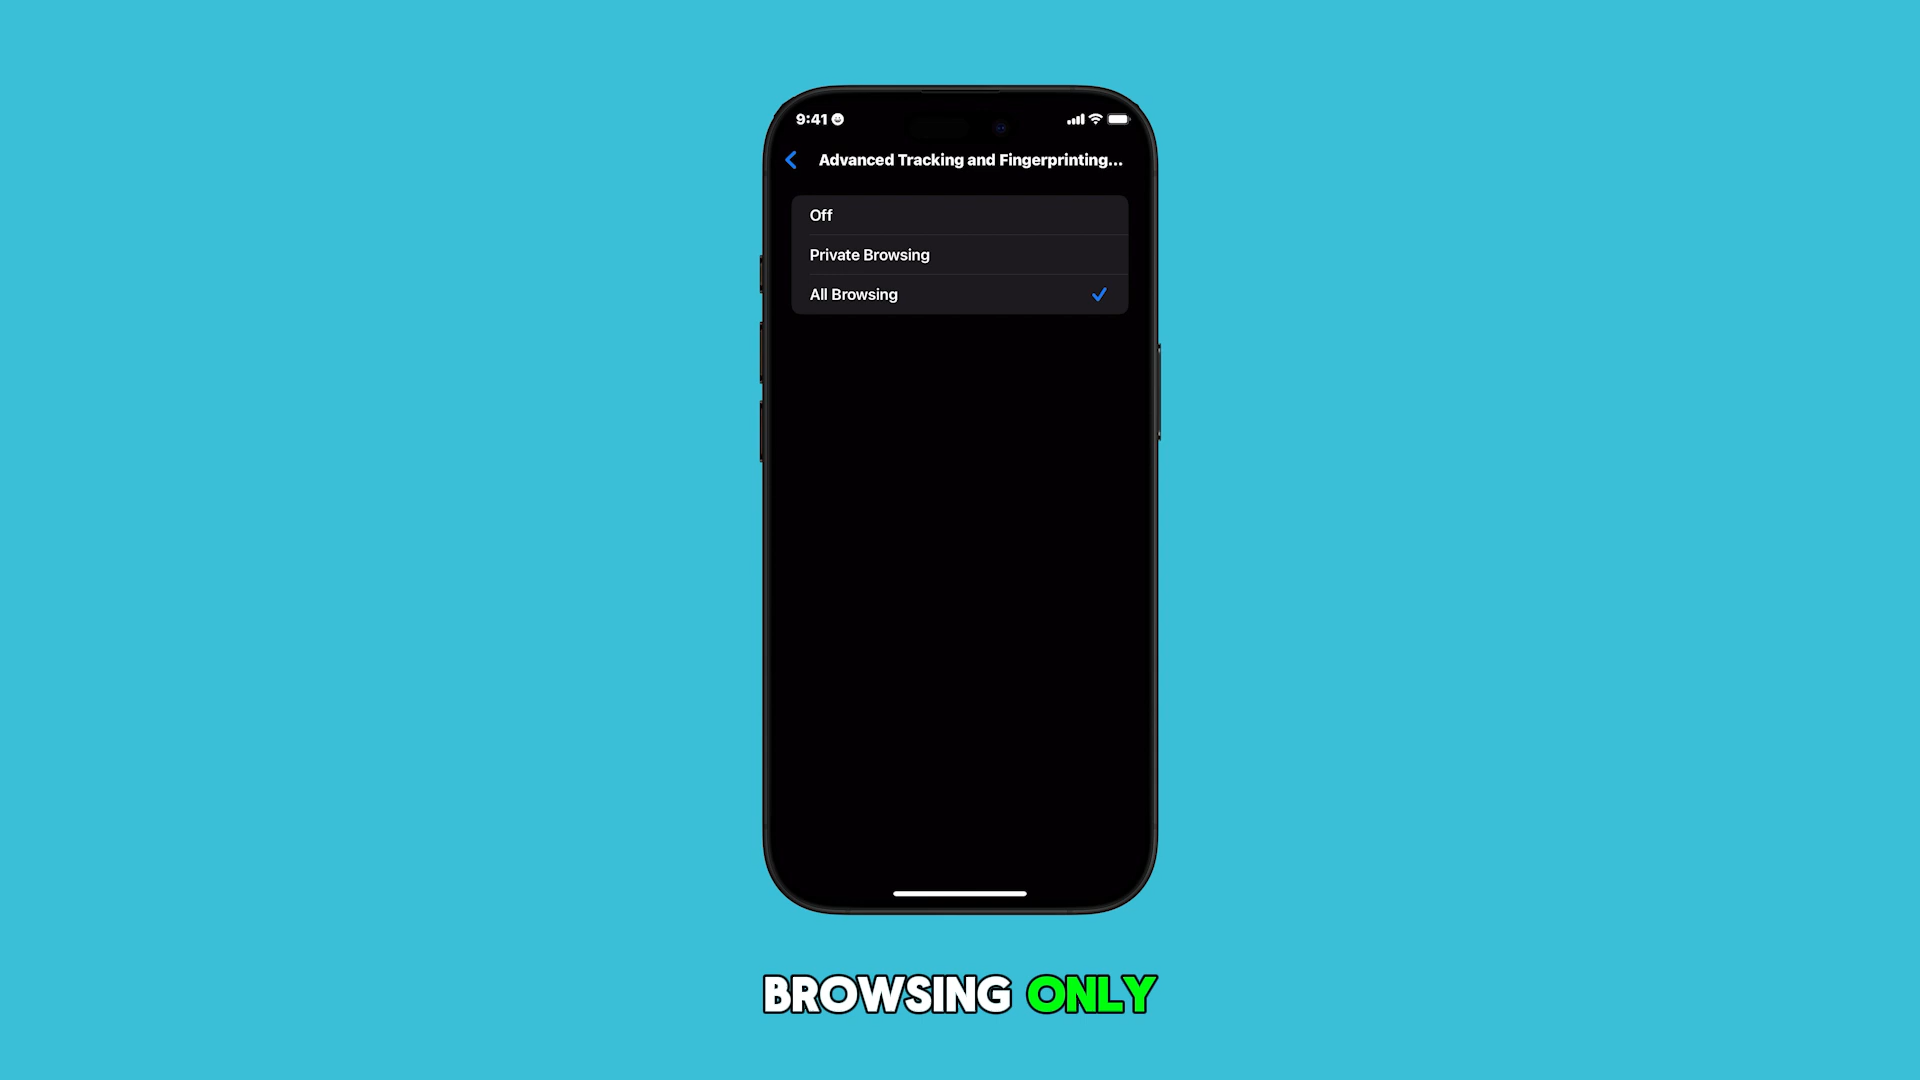 9:41
Advanced Tracking and Fingerprinting...
Off
Private Browsing
All Browsing
BROWSING ONLY